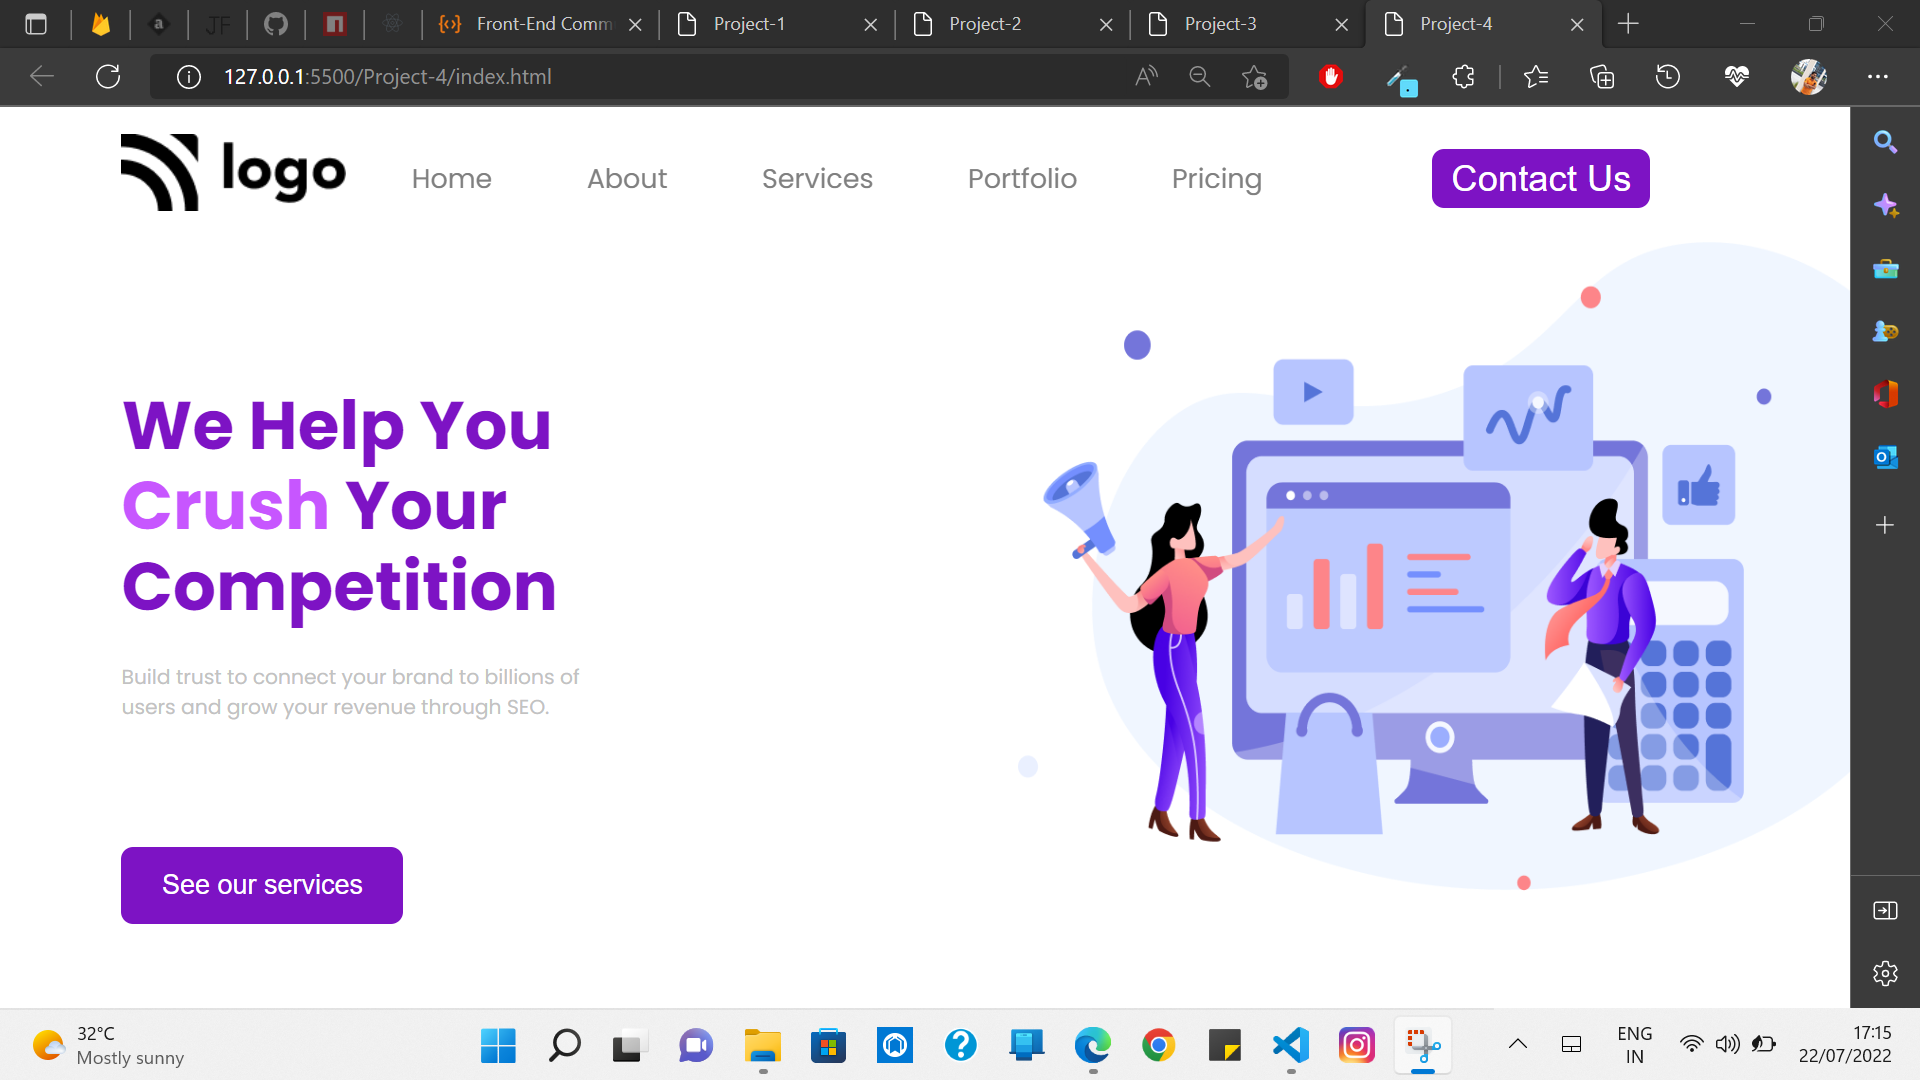 Front-End Comm
Project-1
Project-2
Project-3
Project-4
127.0.0.1:5500/Project-4/index.html
logo
Home
About
Services
Portfolio
Pricing
Contact Us
We Help You
Crush Your
Competition
Build trust to connect your brand to billions of
users and grow your revenue through SEO.
See our services
32°C
Mostly sunny
ENG
IN
17:15
22/07/2022